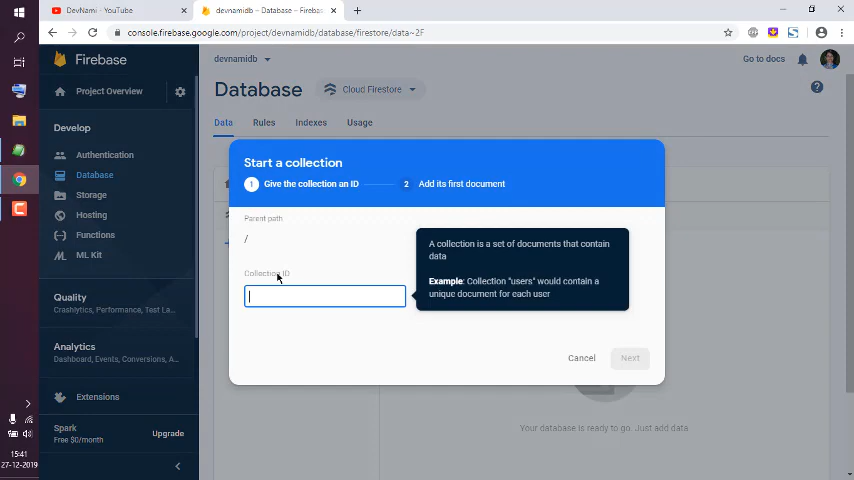 DevNami - YouTube
devnamidb – Database – Fireba
console.firebase.google.com/project/devnamidb/database/firestore/data~2F
Firebase
devnamidb
Go to docs
Project Overview
Database
Cloud Firestore
Develop
Data
Rules
Indexes
Usage
Authentication
Database
Storage
Hosting
Functions
ML Kit
Start a collection
1 Give the collection an ID
2 Add its first document
Parent path
/
Collection ID
A collection is a set of documents that contain
data
Example: Collection "users" would contain a
unique document for each user
Cancel
Next
Your database is ready to go. Just add data
Quality
Crashlytics, Performance, Test La...
Analytics
Dashboard, Events, Conversions, A...
Extensions
Spark
Free $0/month
Upgrade
15:41
27-12-2019